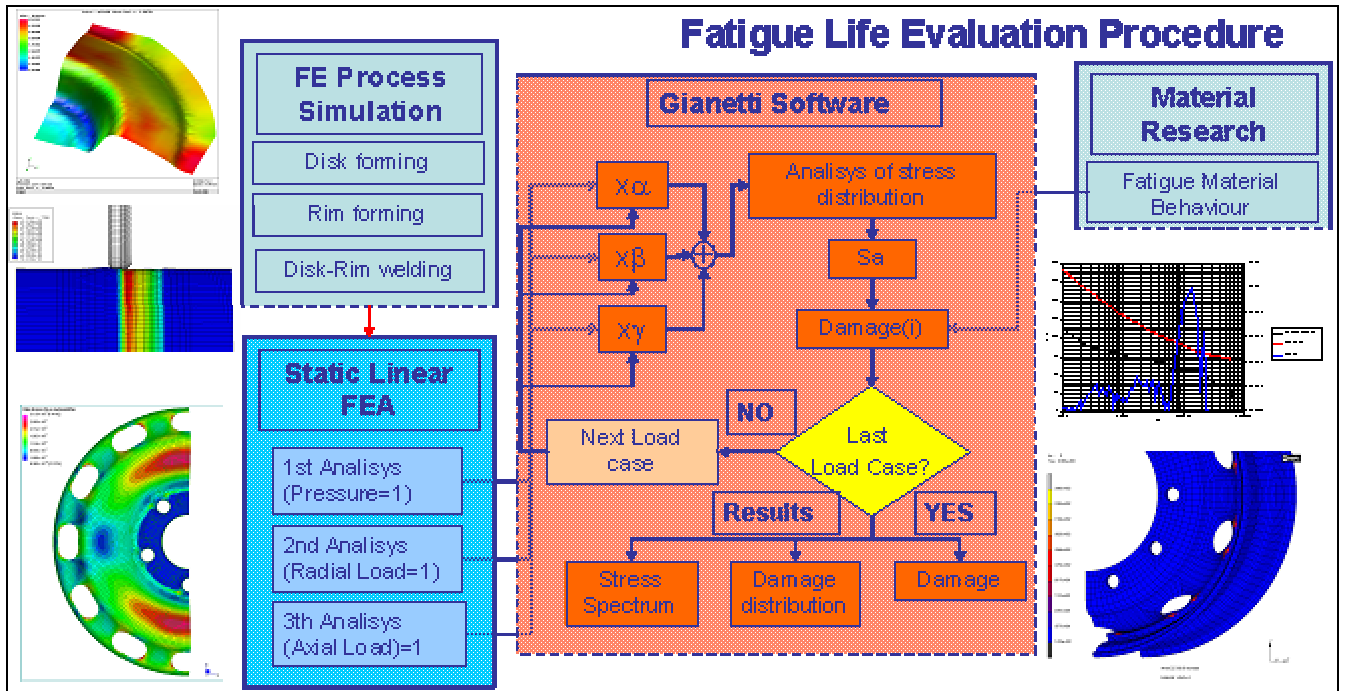 Fatigue Life Evaluation Procedure
FE Process
Simulation
Disk forming
Rim forming
Disk-Rim welding
Static Linear
FEA
1st Analisys
(Pressure=1)
2nd Analisys
(Radial Load=1)
3th Analisys
(Axial Load)=1
Gianetti Software
xα
xβ
xγ
Analisys of stress
distribution
Sa
Damage(i)
Last
Load Case?
NO
Next Load
case
Results
YES
Stress
Spectrum
Damage
distribution
Damage
Material
Research
Fatigue Material
Behaviour